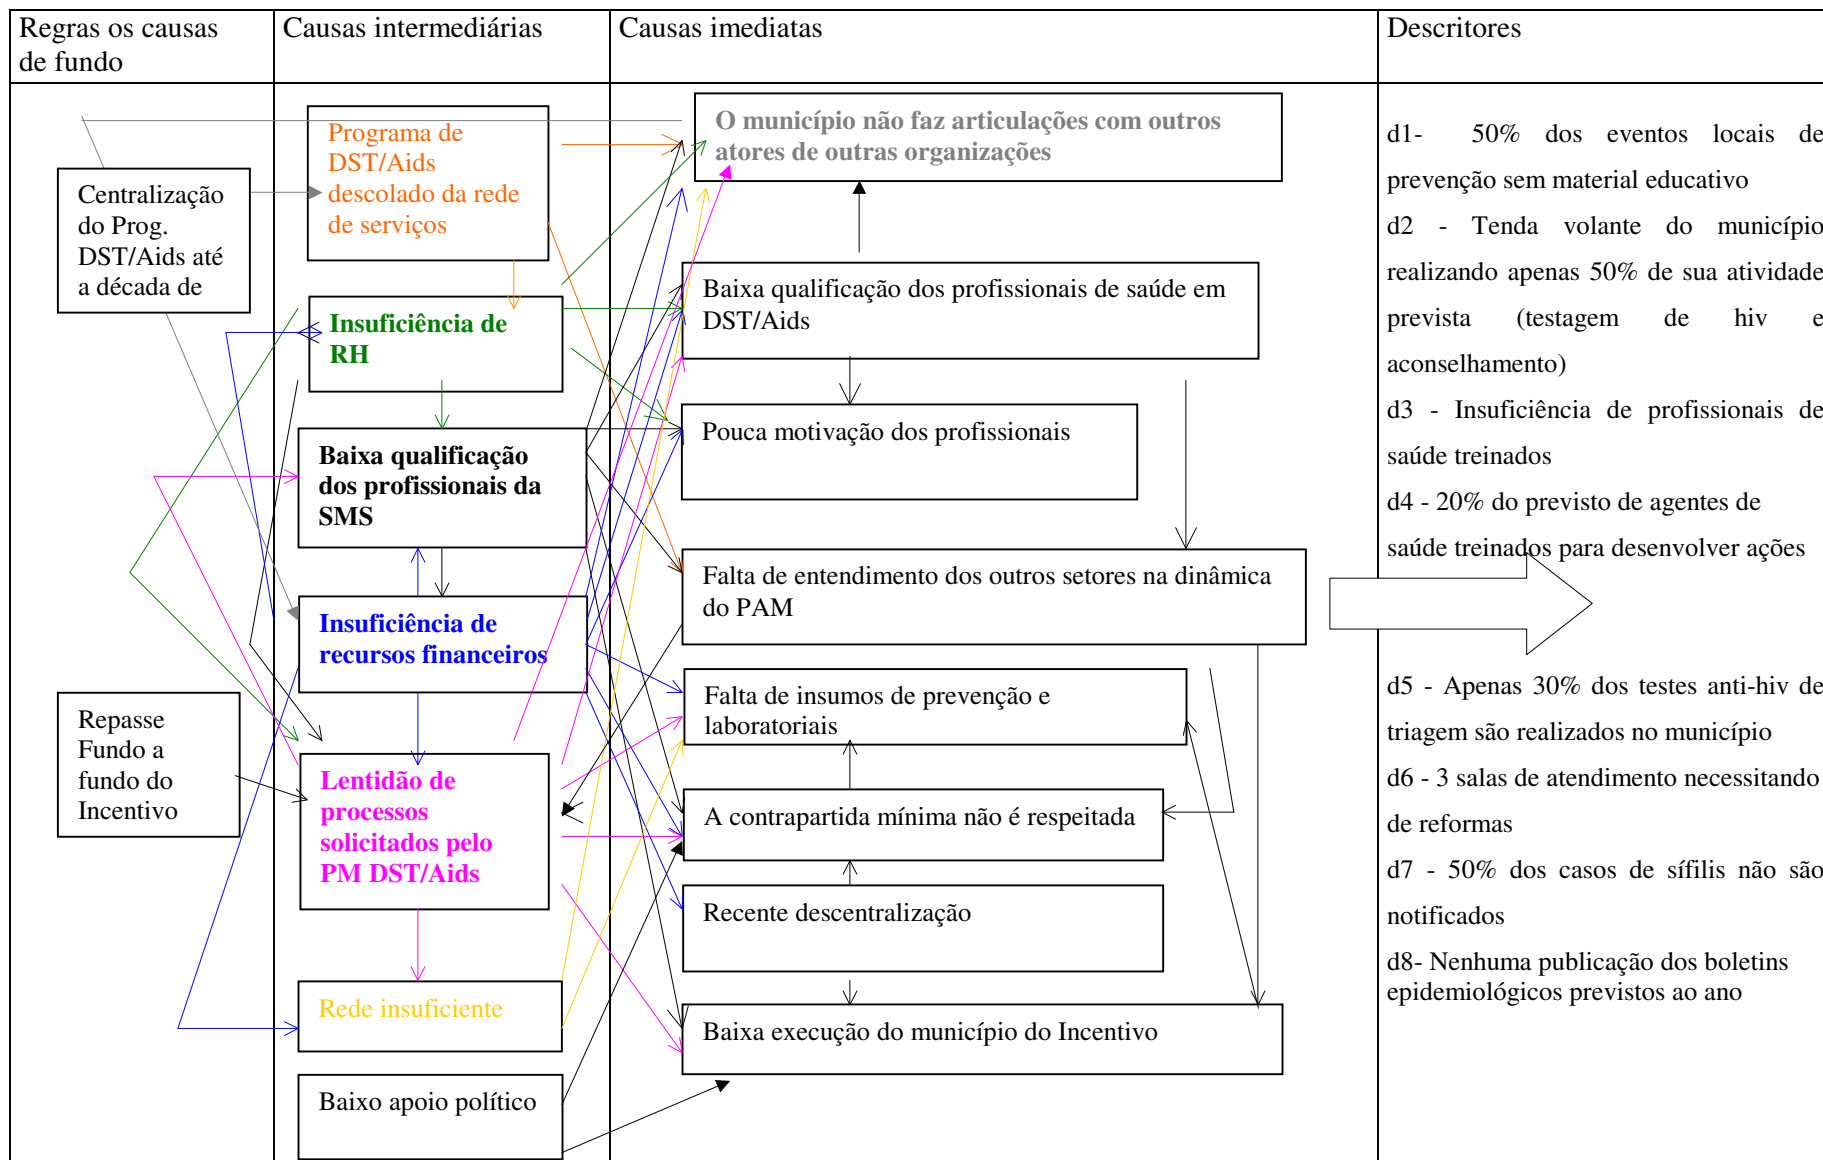 Regras os causas
de fundo
Causas intermediárias
Causas imediatas
Descritores
Centralização
do Prog.
DST/Aids até
a década de
Repasse
Fundo a
fundo do
Incentivo
Programa de
DST/Aids
descolado da rede
de serviços
Insuficiência de
RH
Baixa qualificação
dos profissionais da
SMS
Insuficiência de
recursos financeiros
Lentidão de
processos
solicitados pelo
PM DST/Aids
Rede insuficiente
Baixo apoio político
O município não faz articulações com outros
atores de outras organizações
Baixa qualificação dos profissionais de saúde em
DST/Aids
Pouca motivação dos profissionais
Falta de entendimento dos outros setores na dinâmica
do PAM
Falta de insumos de prevenção e
laboratoriais
A contrapartida mínima não é respeitada
Recente descentralização
Baixa execução do município do Incentivo
d1- 50% dos eventos locais de
prevenção sem material educativo
d2 - Tenda volante do município
realizando apenas 50% de sua atividade
prevista (testagem de hiv e
aconselhamento)
d3 - Insuficiência de profissionais de
saúde treinados
d4 - 20% do previsto de agentes de
saúde treinados para desenvolver ações
d5 - Apenas 30% dos testes anti-hiv de
triagem são realizados no município
d6 - 3 salas de atendimento necessitando
de reformas
d7 - 50% dos casos de sífilis não são
notificados
d8- Nenhuma publicação dos boletins
epidemiológicos previstos ao ano